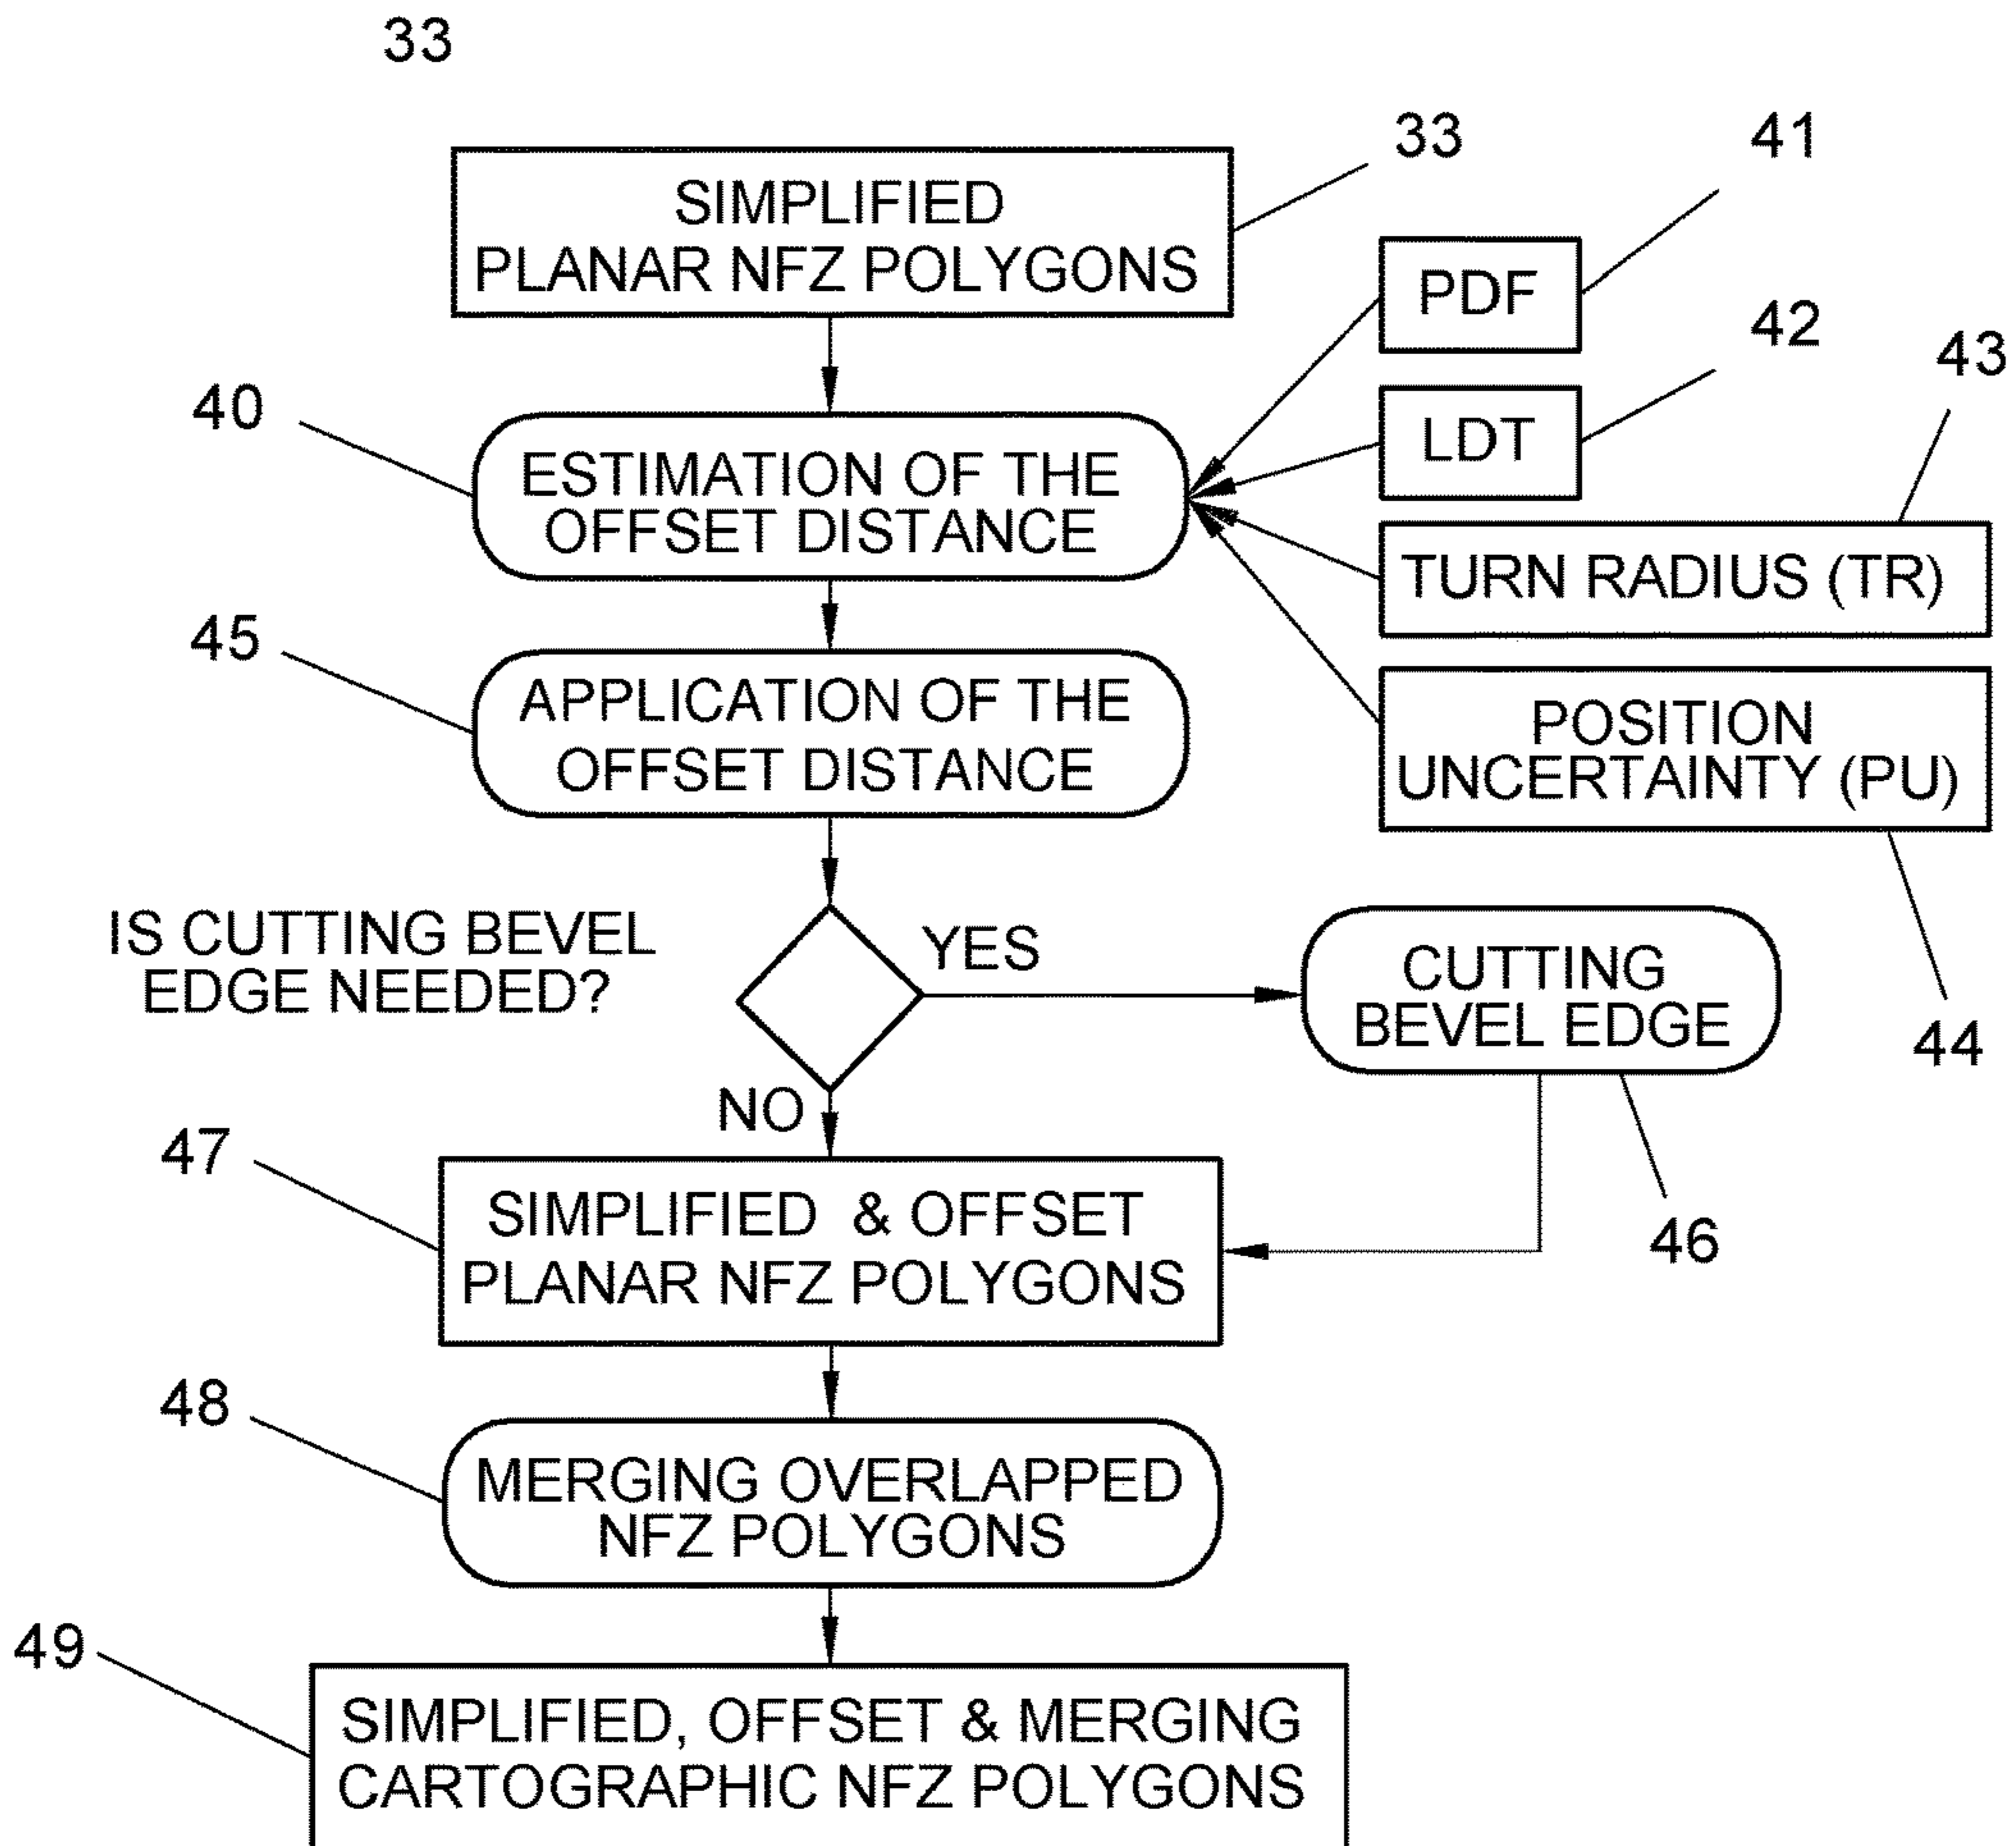 33
33
41
SIMPLIFIED
PLANAR NFZ POLYGONS
PDF
42
43
40
LDT
ESTIMATION OF THE
OFFSET DISTANCE
TURN RADIUS (TR)
45
APPLICATION OF THE
OFFSET DISTANCE
POSITION
UNCERTAINTY (PU)
IS CUTTING BEVEL
EDGE NEEDED?
YES
CUTTING
BEVEL EDGE
44
NO
47
SIMPLIFIED & OFFSET
PLANAR NFZ POLYGONS
46
48
MERGING OVERLAPPED
NFZ POLYGONS
49
SIMPLIFIED, OFFSET & MERGING
CARTOGRAPHIC NFZ POLYGONS